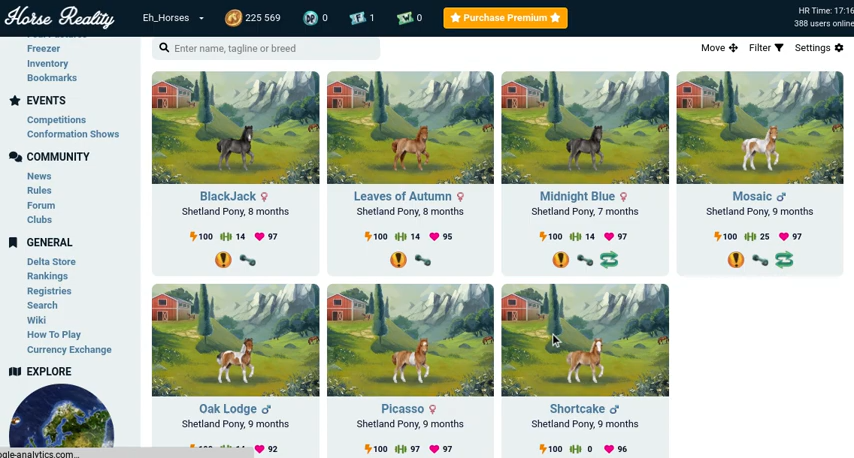 Horse Reality
Eh_Horses
225 569
0
1
0
Purchase Premium
HR Time: 17:16
388 users online
Freezer
Inventory
Bookmarks
EVENTS
Competitions
Conformation Shows
COMMUNITY
News
Rules
Forum
Clubs
GENERAL
Delta Store
Rankings
Registries
Search
Wiki
How To Play
Currency Exchange
EXPLORE
Enter name, tagline or breed
Move
Filter
Settings
BlackJack ♀
Shetland Pony, 8 months
100 14 97
Leaves of Autumn ♀
Shetland Pony, 8 months
100 14 95
Midnight Blue ♀
Shetland Pony, 7 months
100 14 97
Mosaic ♂
Shetland Pony, 9 months
100 25 97
Oak Lodge ♂
Shetland Pony, 9 months
92
Picasso ♀
Shetland Pony, 9 months
100 97 97
Shortcake ♂
Shetland Pony, 9 months
100 0 96
ogle-analytics.com...